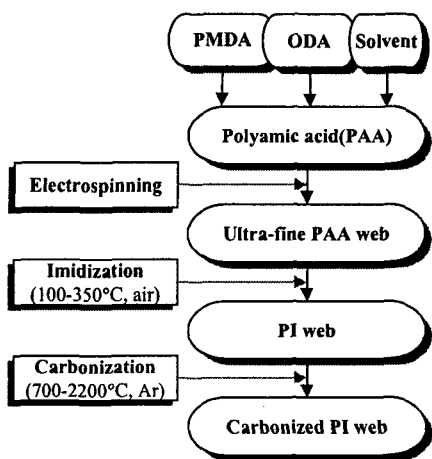 PMDA
ODA
Solvent
Polyamic acid(PAA)
Electrospinning
Ultra-fine PAA web
Imidization
(100-350°C, air)
PI web
Carbonization
(700-2200°C, Ar)
Carbonized PI web